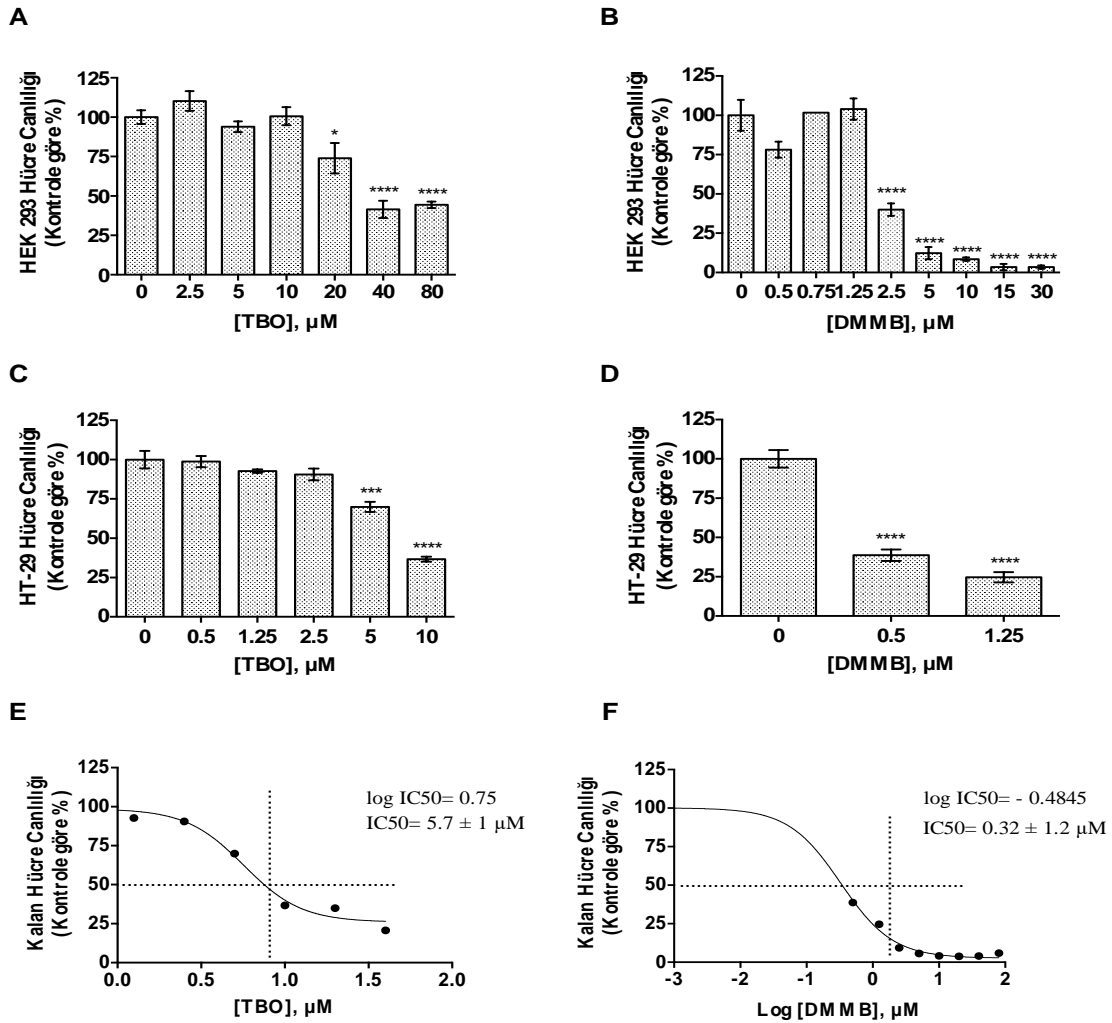 A
HEK 293 Hücre Canlılığı
(Kontrole göre %)
125
100
75
50
25
0
*
****
****
0 2.5 5 10 20 40 80
[TBO], µM
B
HEK 293 Hücre Canlılığı
(Kontrole göre %)
125
100
75
50
25
0
****
****
****
****
****
0 0.5 0.75 1.25 2.5 5 10 15 30
[DMMB], µM
C
HT-29 Hücre Canlılığı
(Kontrole göre %)
125
100
75
50
25
0
***
****
0 0.5 1.25 2.5 5 10
[TBO], µM
D
HT-29 Hücre Canlılığı
(Kontrole göre %)
125
100
75
50
25
0
****
****
0 0.5 1.25
[DMMB], µM
E
Kalan Hücre Canlılığı
(Kontrole göre %)
125
100
75
50
25
0
log IC50= 0.75
IC50= 5.7 ± 1 µM
0.0 0.5 1.0 1.5 2.0
[TBO], µM
F
Kalan Hücre Canlılığı
(Kontrole göre %)
125
100
75
50
25
0
log IC50= - 0.4845
IC50= 0.32 ± 1.2 µM
-3 -2 -1 0 1 2
Log [DMMB], µM